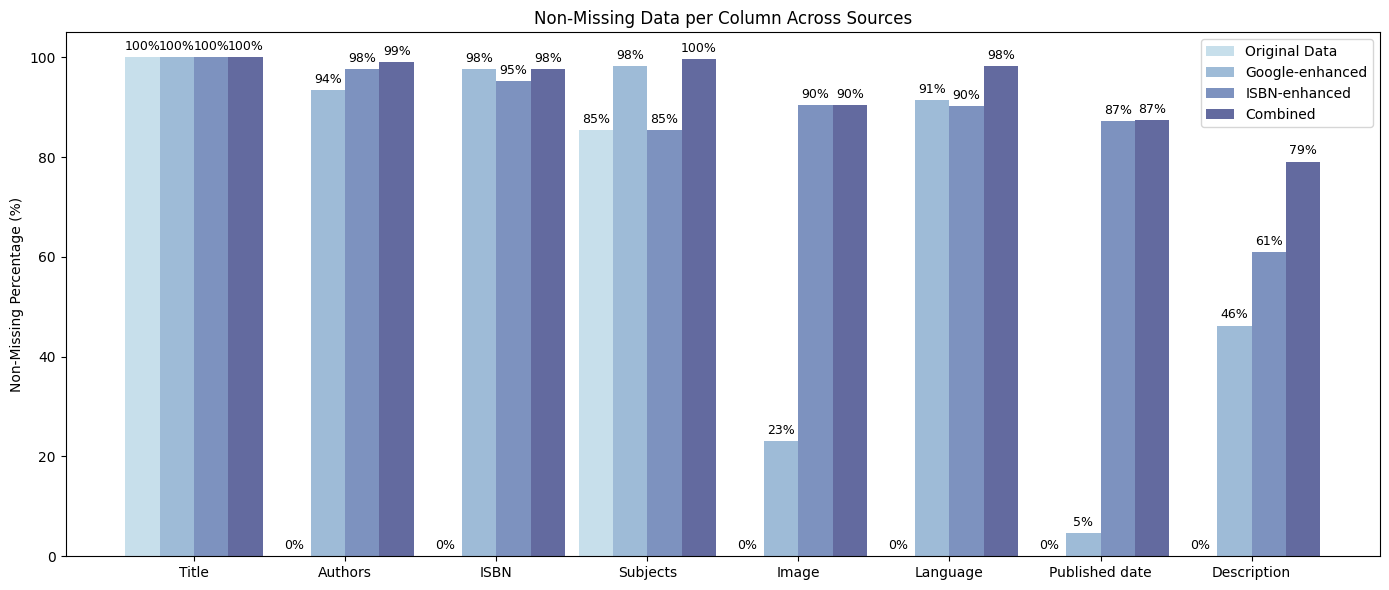 Non-Missing Data per Column Across Sources
Non-Missing Percentage (%)
100
80
60
40
20
0
100% 100% 100% 100%
0% 94% 98% 99%
0% 98% 95% 98%
85% 98% 85% 100%
0% 23% 90% 90%
0% 91% 90% 98%
0% 5% 87% 87%
0% 46% 61% 79%
Title Authors ISBN Subjects Image Language Published date Description
Original Data
Google-enhanced
ISBN-enhanced
Combined